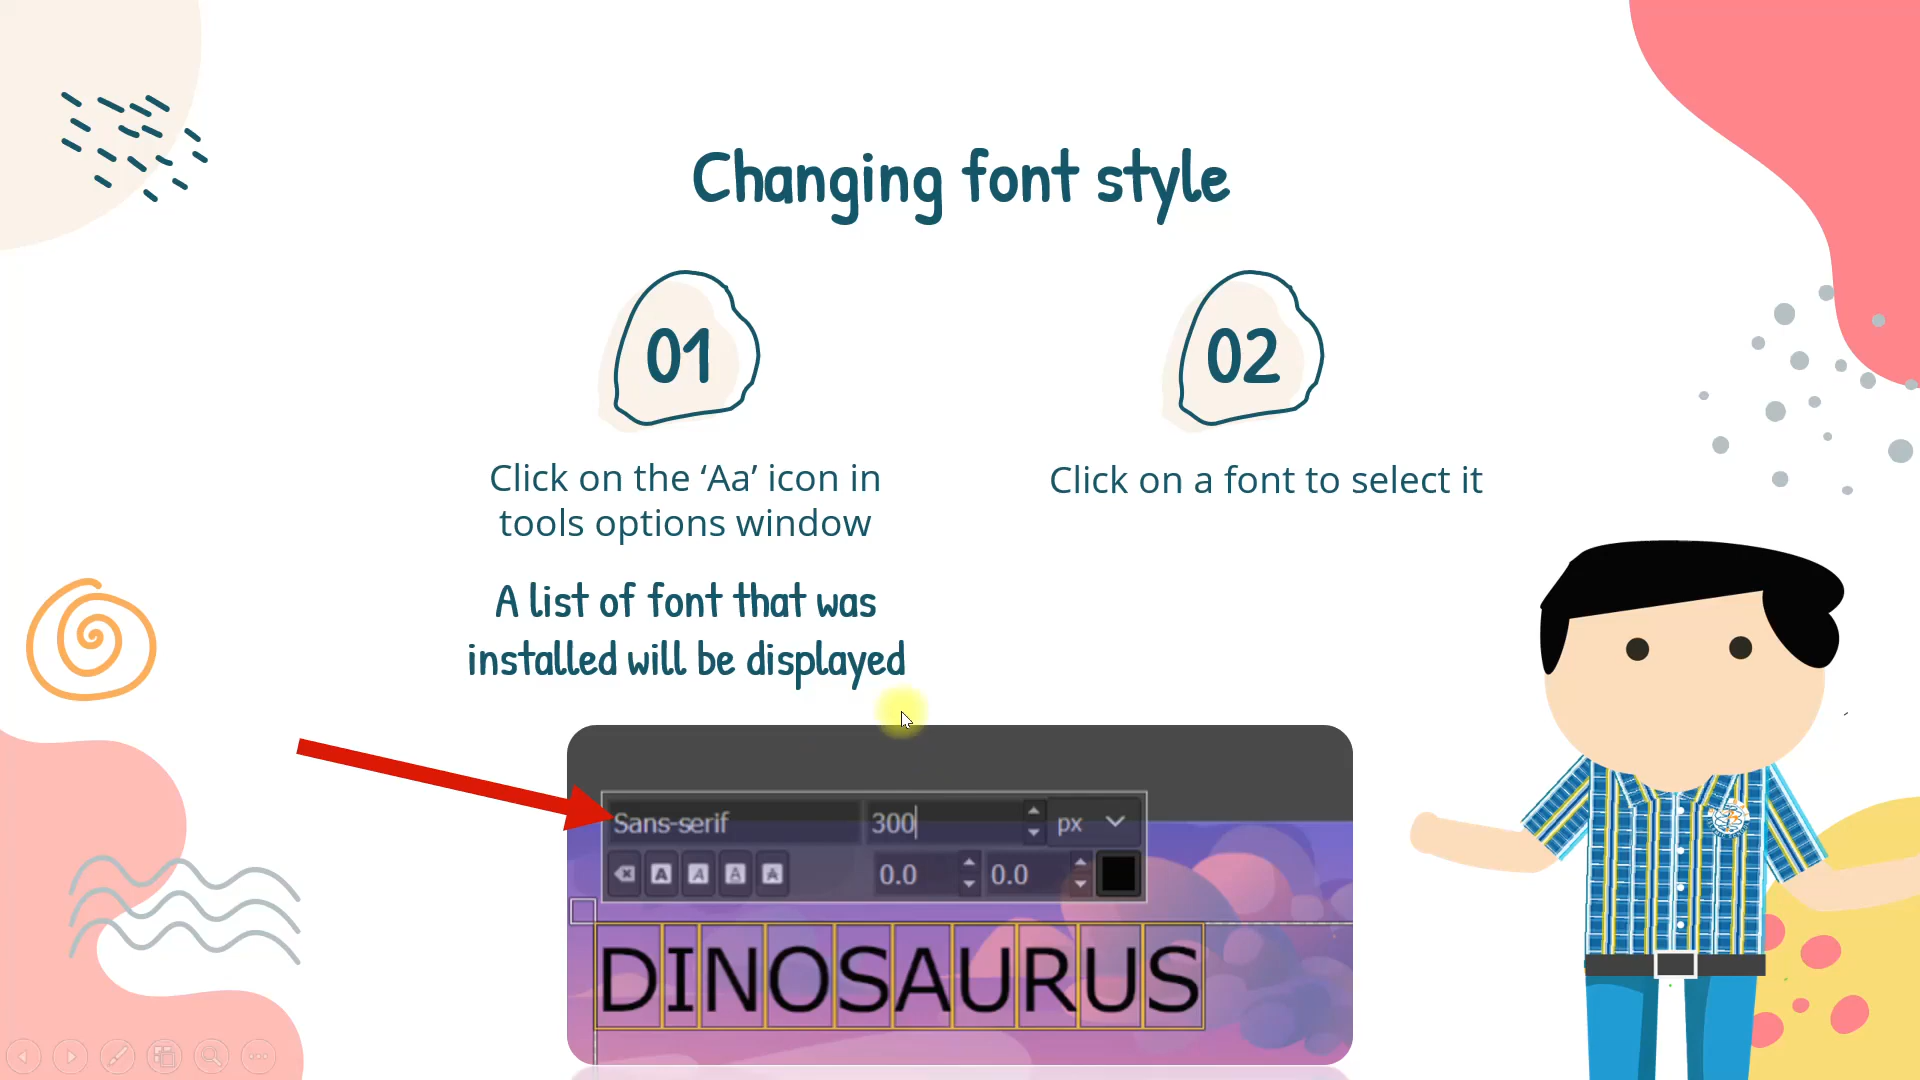 Changing font style
01
Click on the ‘Aa’ icon in
tools options window
A list of font that was
installed will be displayed
02
Click on a font to select it
Sans-serif 300 px
A A A A 0.0 0.0
DINOSAURUS